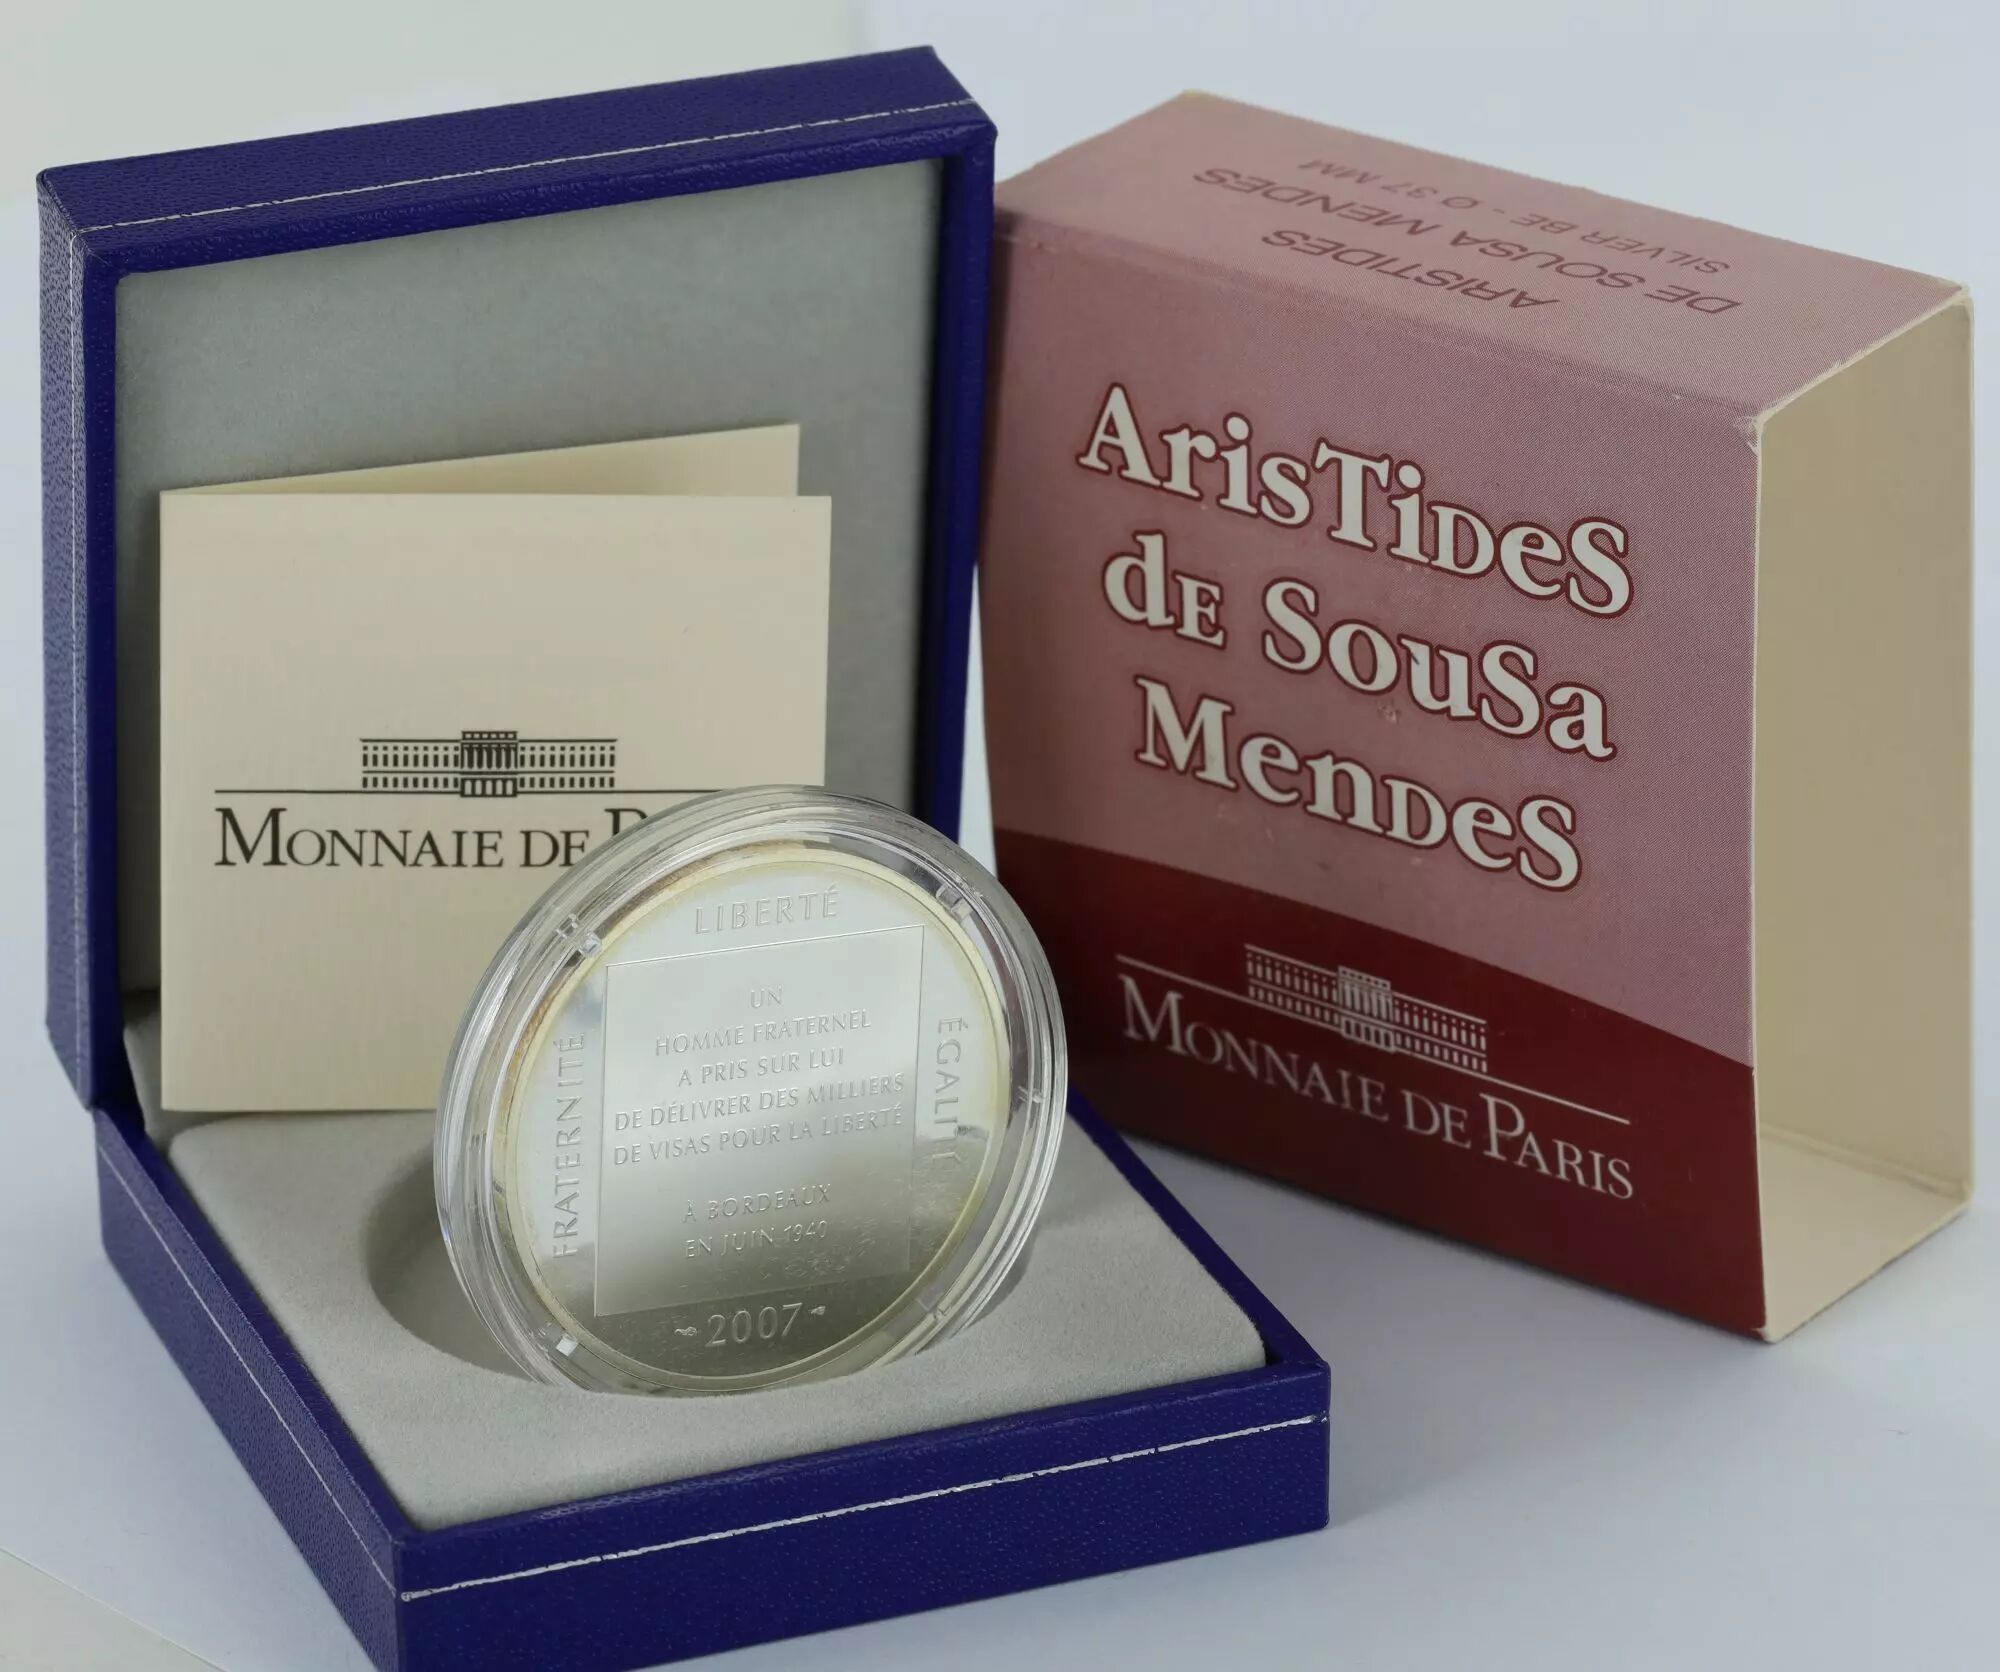 MONNAIE DE
LIBERTÉ
UN
HOMME FRATERNEL
A PRIS SUR LUI
DE DÉLIVRER DES MILLIERS
DE VISAS POUR LA LIBERTÉ
À BORDEAUX
EN JUIN 1940
FRATERNITÉ
ÉGALITÉ
2007
ARISTIDES
DE SOUSA MENDES
SILVER BE - Ø 37 MM
ArisTiDeS
dE SouSa
MenDeS
MONNAIE DE PARIS